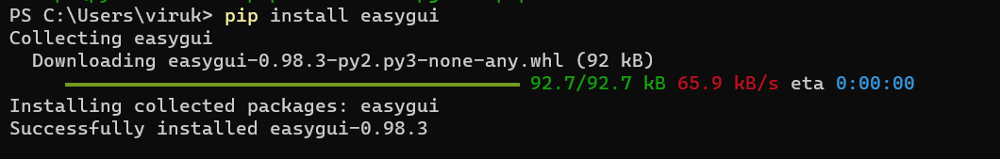 PS C:\Users\viruk> pip install easygui
Collecting easygui
  Downloading easygui-0.98.3-py2.py3-none-any.whl (92 kB)
     92.7/92.7 kB 65.9 kB/s eta 0:00:00
Installing collected packages: easygui
Successfully installed easygui-0.98.3